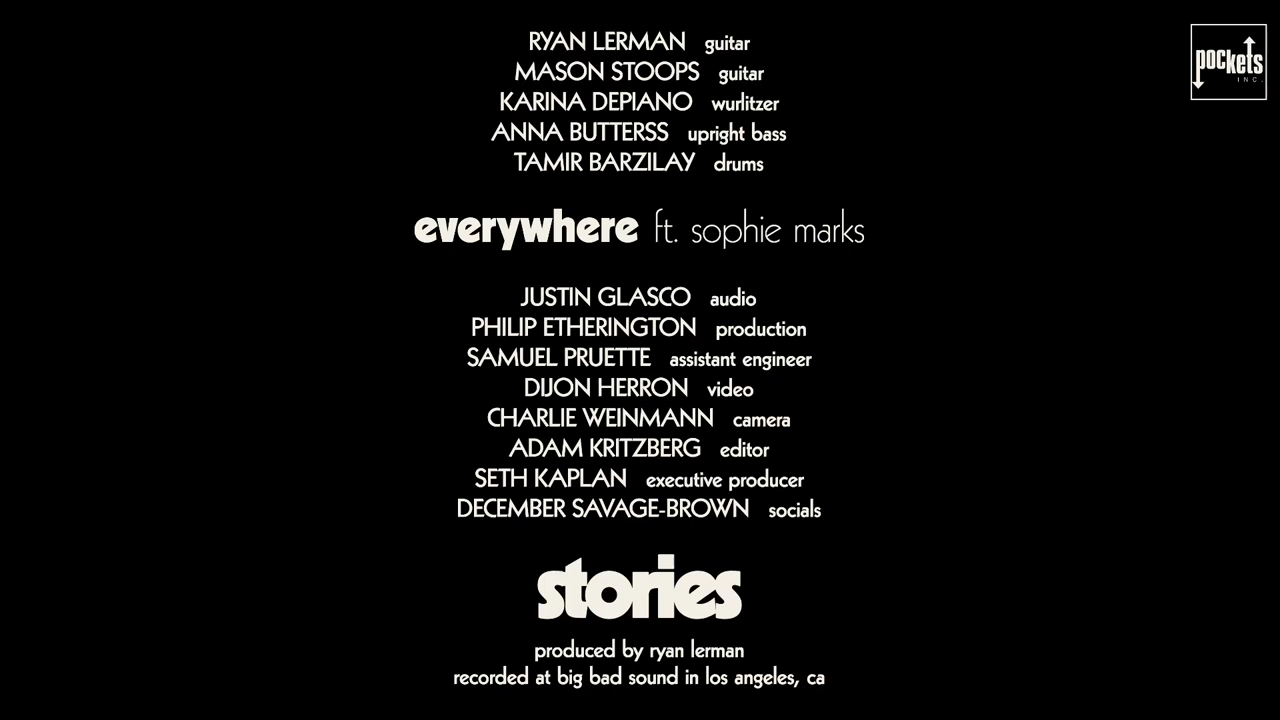 RYAN LERMAN guitar
MASON STOOPS guitar
KARINA DEPIANO wurlitzer
ANNA BUTTERSS upright bass
TAMIR BARZILAY drums
everywhere ft. sophie marks
JUSTIN GLASCO audio
PHILIP ETHERINGTON production
SAMUEL PRUETTE assistant engineer
DIJON HERRON video
CHARLIE WEINMANN camera
ADAM KRITZBERG editor
SETH KAPLAN executive producer
DECEMBER SAVAGE-BROWN socials
stories
produced by ryan lerman
recorded at big bad sound in los angeles, ca
pockets
INC.